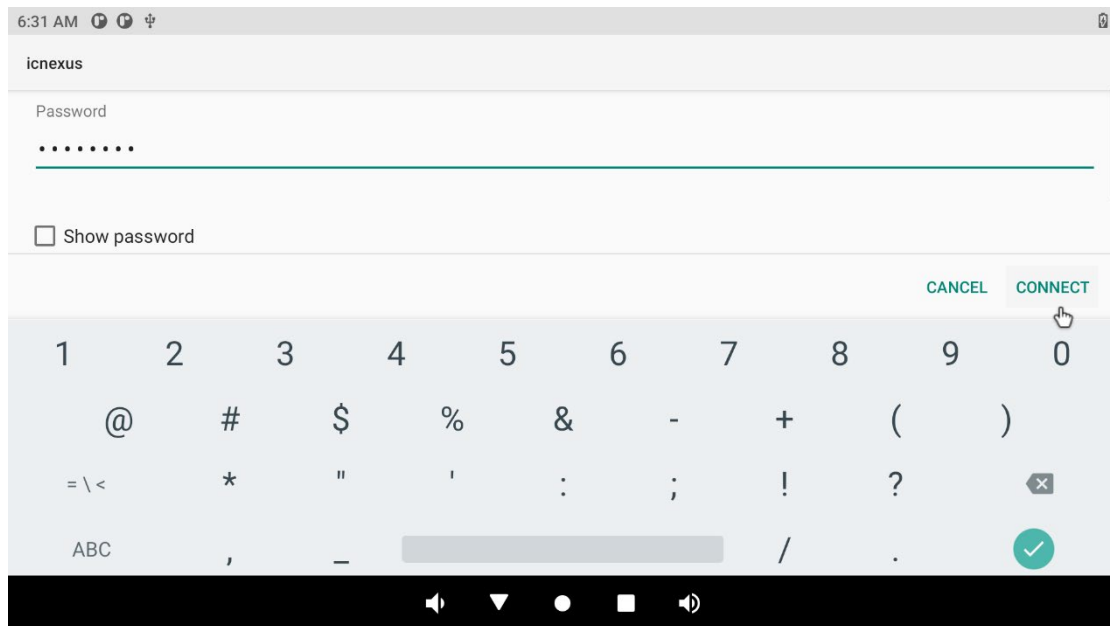 6:31 AM
icnexus
Password
••••••••
Show password
CANCEL CONNECT
1 2 3 4 5 6 7 8 9 0
@ # $ % & - + ( )
= \ < * " ' : ; ! ?
ABC , _ / .